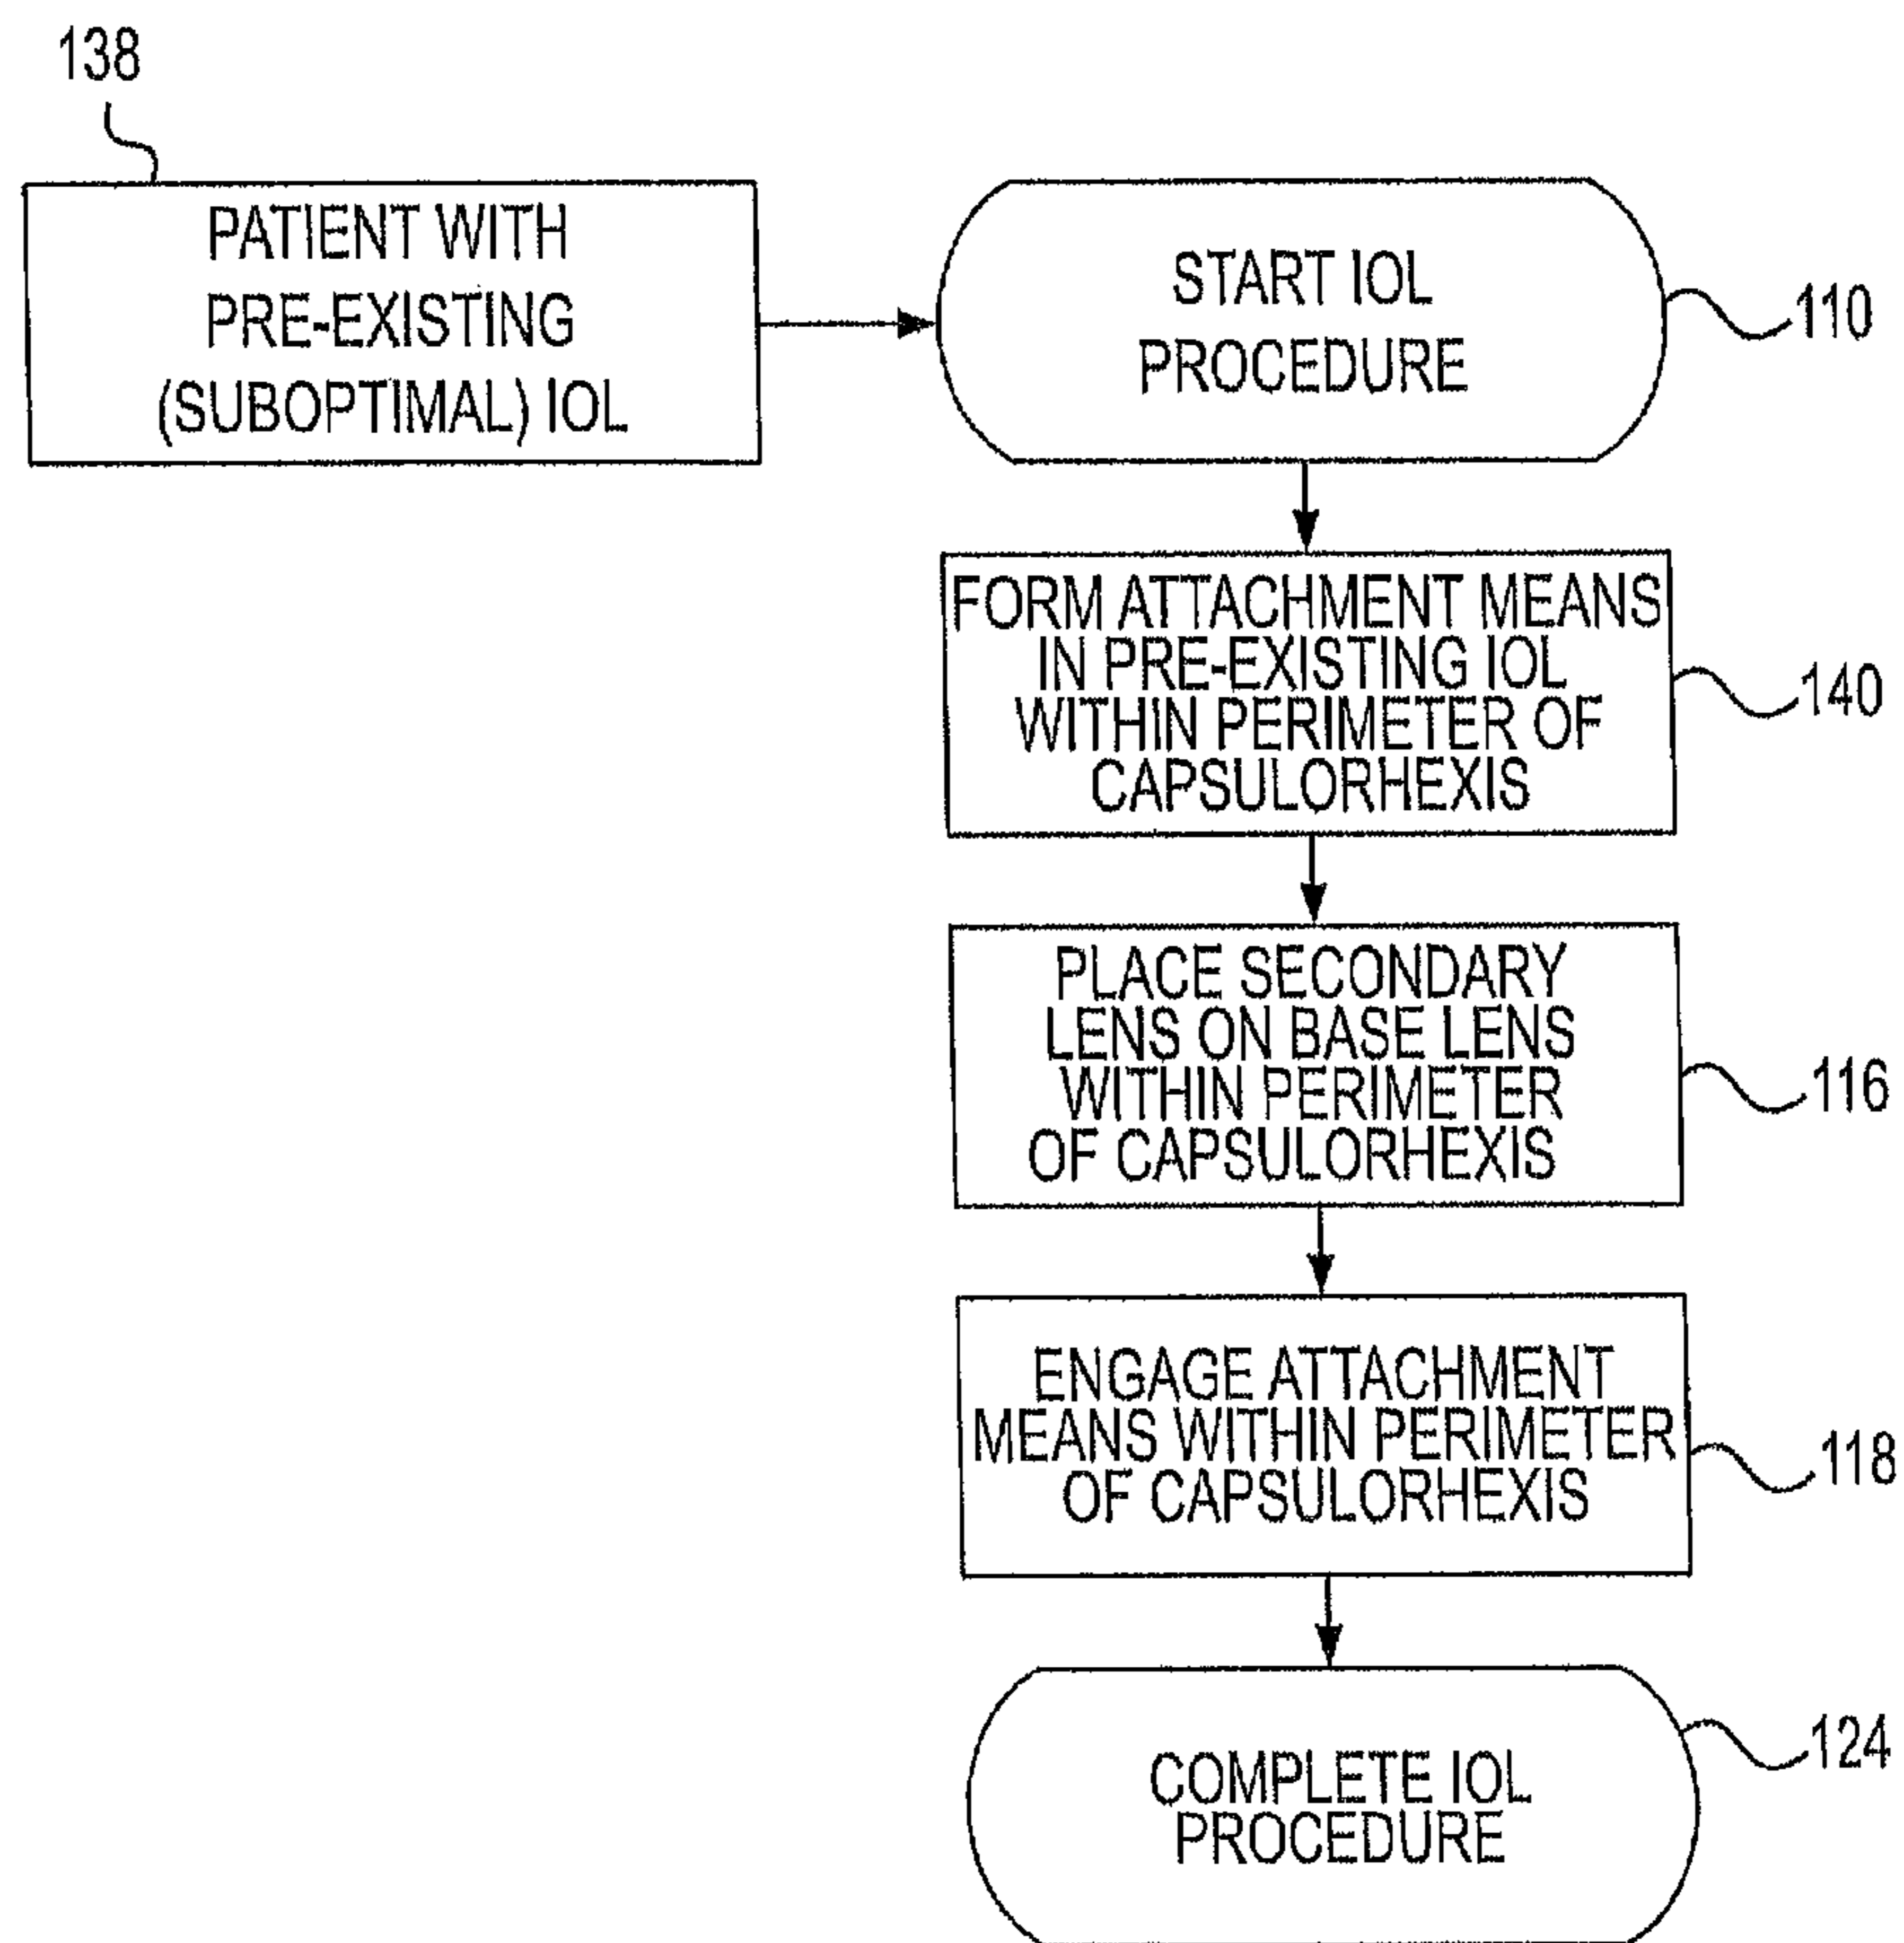 138
PATIENT WITH
PRE-EXISTING
(SUBOPTIMAL) IOL
START IOL
PROCEDURE
110
FORM ATTACHMENT MEANS
IN PRE-EXISTING IOL
WITHIN PERIMETER OF
CAPSULORHEXIS
140
PLACE SECONDARY
LENS ON BASE LENS
WITHIN PERIMETER
OF CAPSULORHEXIS
116
ENGAGE ATTACHMENT
MEANS WITHIN PERIMETER
OF CAPSULORHEXIS
118
COMPLETE IOL
PROCEDURE
124